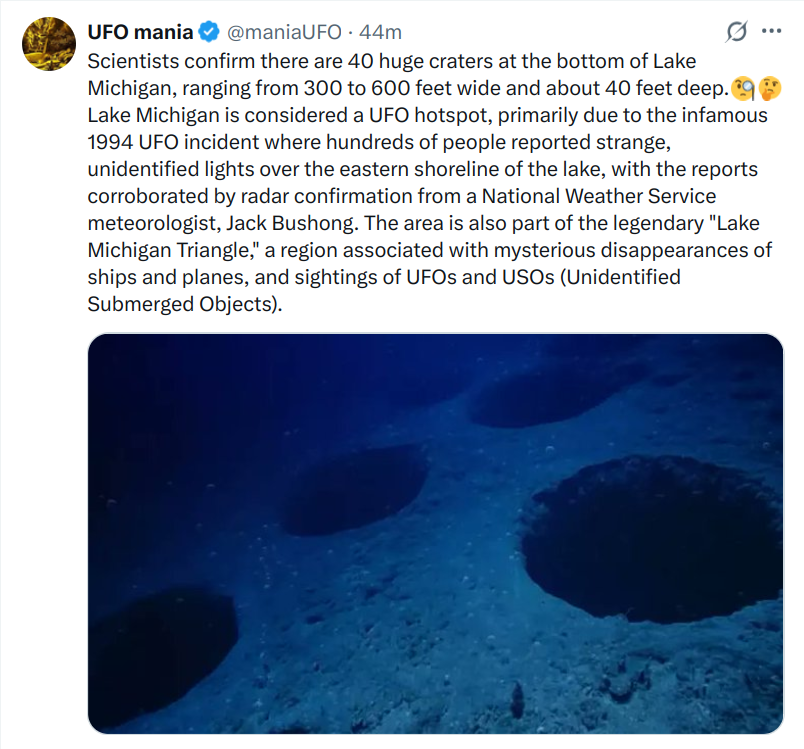 UFO mania @maniaUFO · 44m
Scientists confirm there are 40 huge craters at the bottom of Lake
Michigan, ranging from 300 to 600 feet wide and about 40 feet deep.🧐🤔
Lake Michigan is considered a UFO hotspot, primarily due to the infamous
1994 UFO incident where hundreds of people reported strange,
unidentified lights over the eastern shoreline of the lake, with the reports
corroborated by radar confirmation from a National Weather Service
meteorologist, Jack Bushong. The area is also part of the legendary "Lake
Michigan Triangle," a region associated with mysterious disappearances of
ships and planes, and sightings of UFOs and USOs (Unidentified
Submerged Objects).